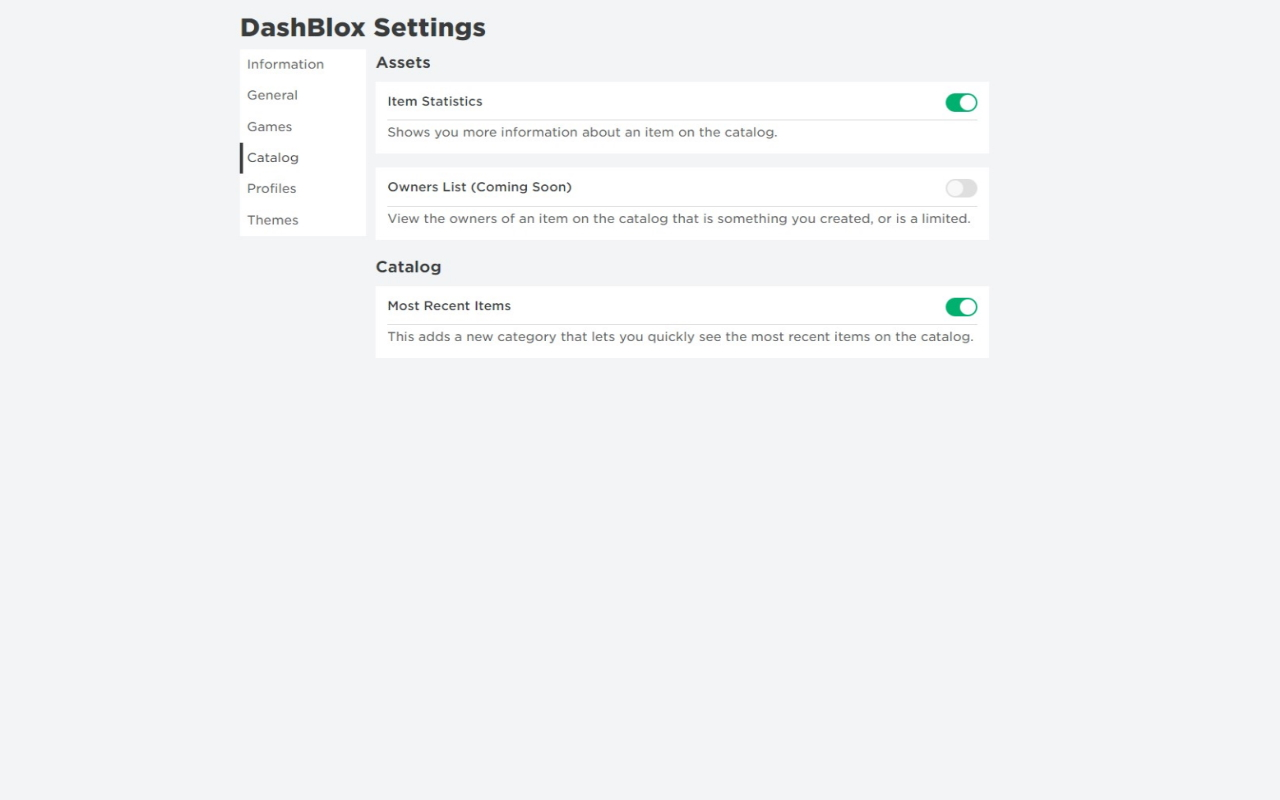 DashBlox Settings
Information
General
Games
Catalog
Profiles
Themes
Assets
Item Statistics
Shows you more information about an item on the catalog.
Owners List (Coming Soon)
View the owners of an item on the catalog that is something you created, or is a limited.
Catalog
Most Recent Items
This adds a new category that lets you quickly see the most recent items on the catalog.